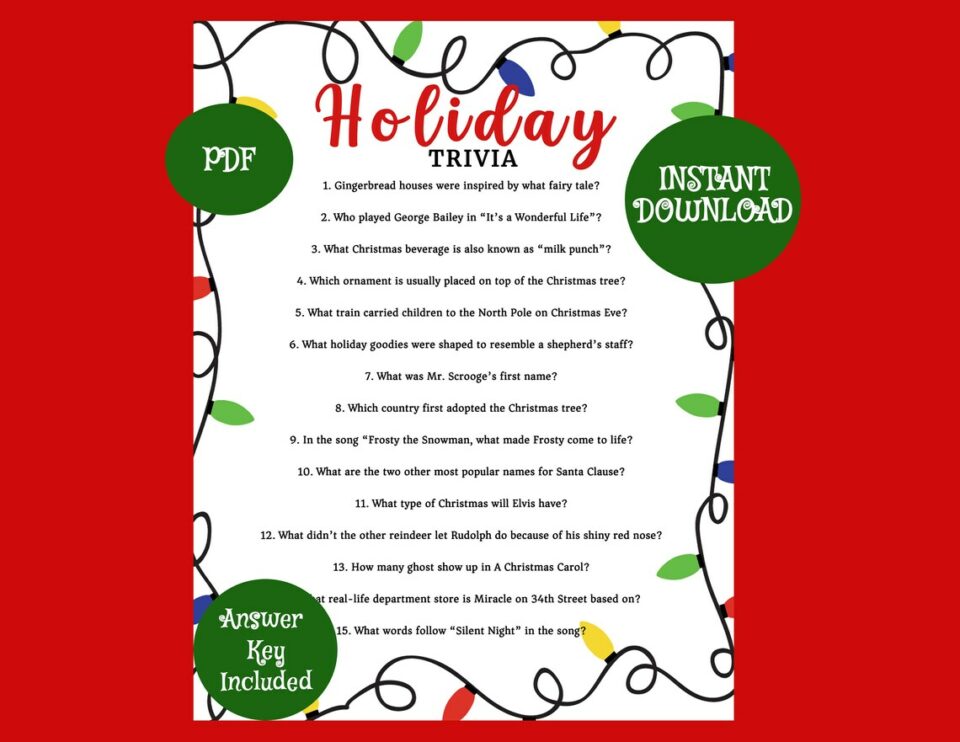 Holiday
TRIVIA
PDF
INSTANT
DOWNLOAD
1. Gingerbread houses were inspired by what fairy tale?
2. Who played George Bailey in “It’s a Wonderful Life”?
3. What Christmas beverage is also known as “milk punch”?
4. Which ornament is usually placed on top of the Christmas tree?
5. What train carried children to the North Pole on Christmas Eve?
6. What holiday goodies were shaped to resemble a shepherd’s staff?
7. What was Mr. Scrooge’s first name?
8. Which country first adopted the Christmas tree?
9. In the song “Frosty the Snowman, what made Frosty come to life?
10. What are the two other most popular names for Santa Clause?
11. What type of Christmas will Elvis have?
12. What didn’t the other reindeer let Rudolph do because of his shiny red nose?
13. How many ghost show up in A Christmas Carol?
real-life department store is Miracle on 34th Street based on?
15. What words follow “Silent Night” in the song?
Answer
Key
Included